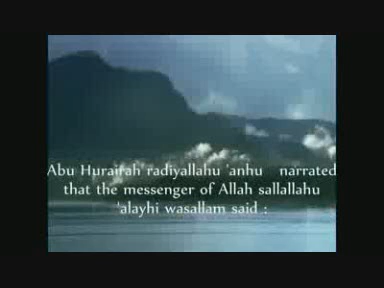 Abu Hurairah radiyallahu 'anhu narrated
that the messenger of Allah sallallahu
'alayhi wasallam said :